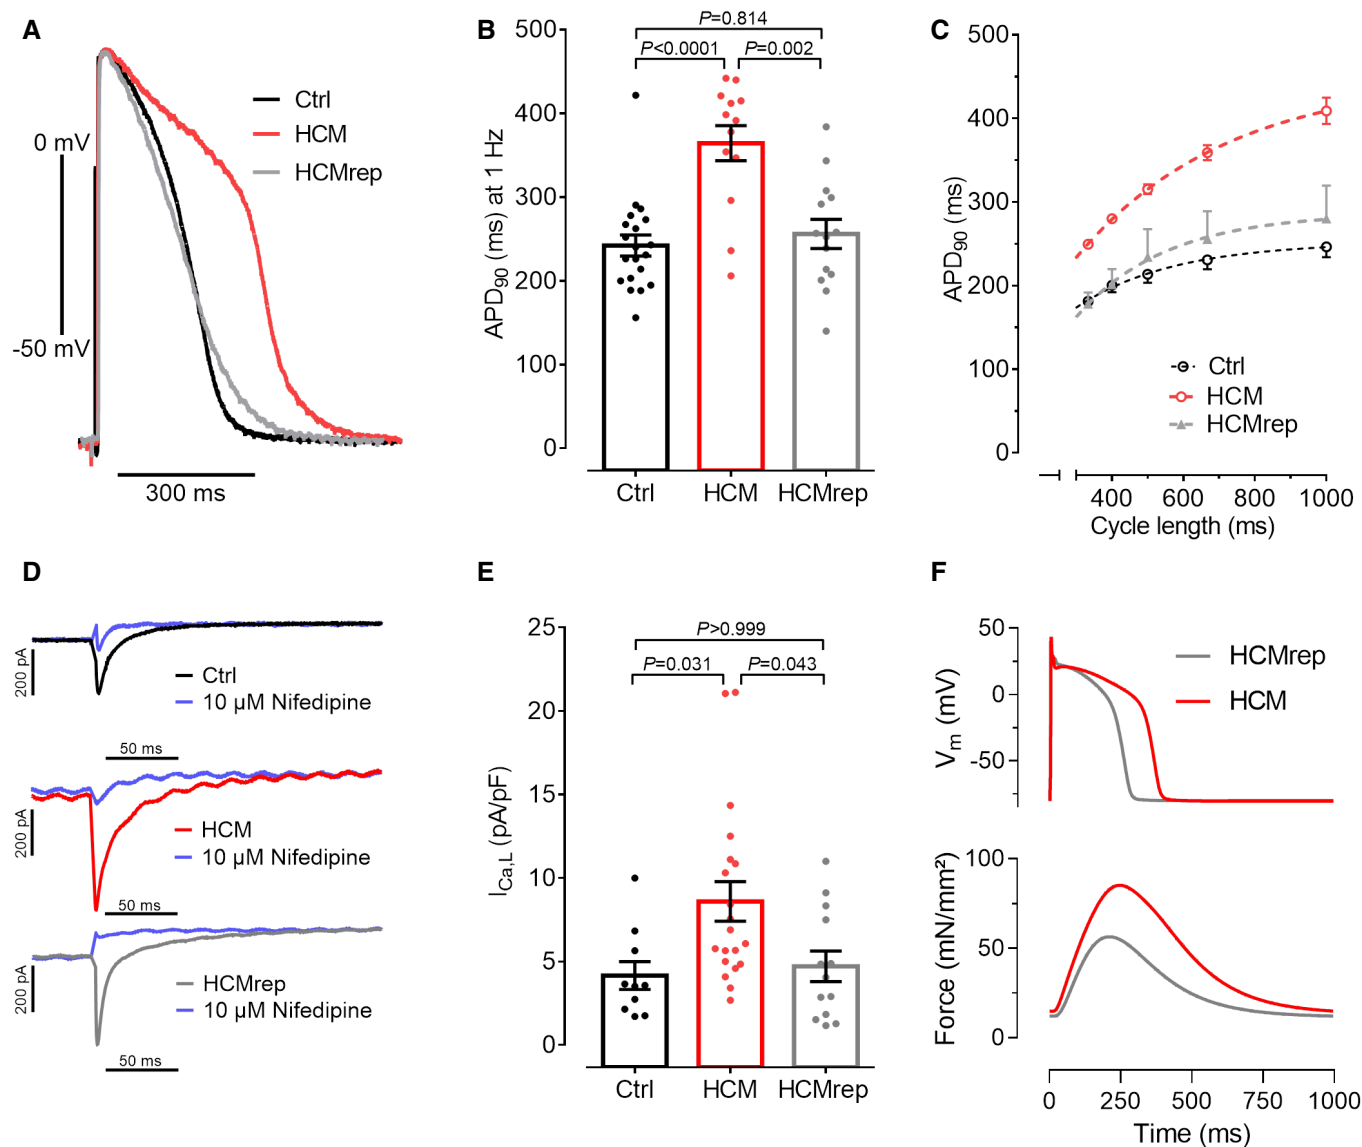 A
Ctrl
HCM
HCMrep
0 mV
-50 mV
300 ms
B
P=0.814
P<0.0001
P=0.002
APD90 (ms) at 1 Hz
500
400
300
200
100
0
Ctrl
HCM
HCMrep
C
APD90 (ms)
500
400
300
200
100
0
Ctrl
HCM
HCMrep
400
600
800
1000
Cycle length (ms)
D
200 pA
Ctrl
10 µM Nifedipine
50 ms
200 pA
HCM
10 µM Nifedipine
50 ms
200 pA
HCMrep
10 µM Nifedipine
50 ms
E
P>0.999
P=0.031
P=0.043
ICa,L (pA/pF)
25
20
15
10
5
0
Ctrl
HCM
HCMrep
F
Vm (mV)
50
0
-50
HCMrep
HCM
Force (mN/mm²)
100
50
0
0
250
500
750
1000
Time (ms)